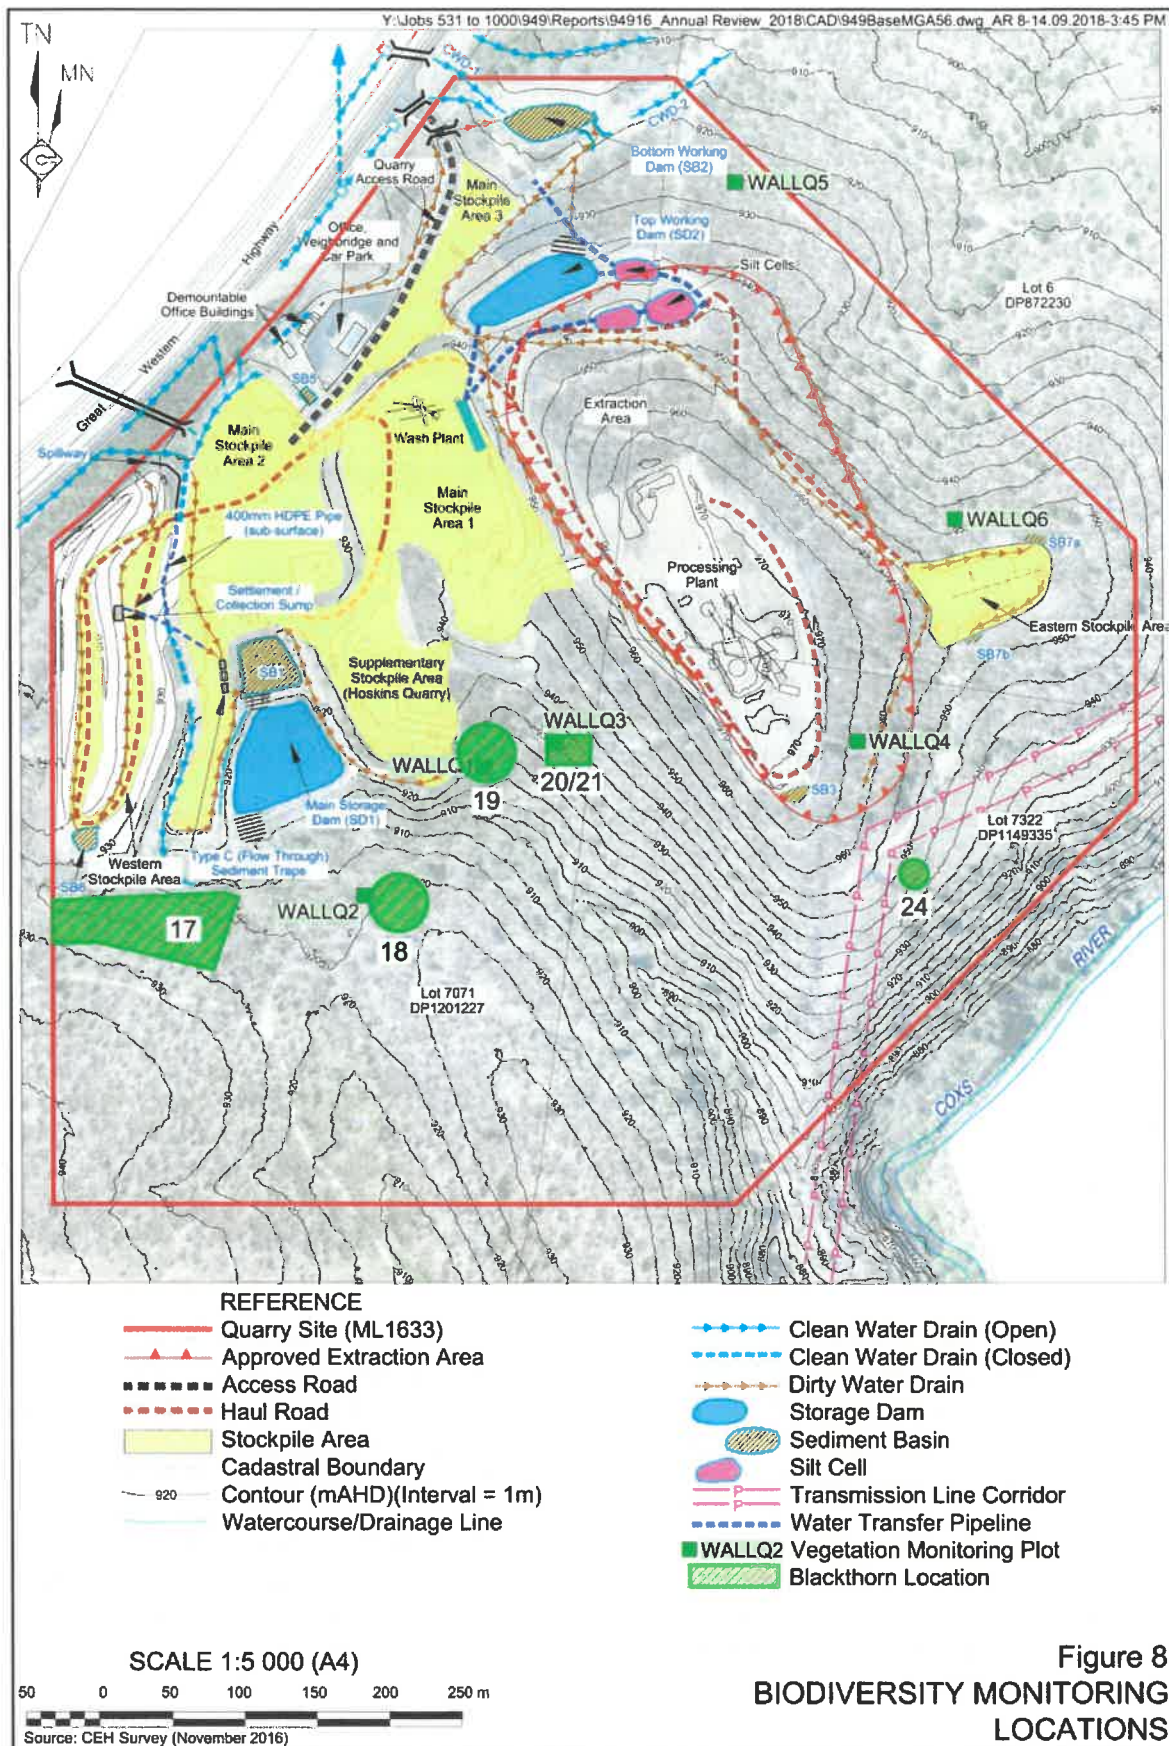 Y:\Jobs 531 to 1000\949\Reports\94916_Annual Review_2018\CAD\949BaseMGA56.dwg_AR 8-14.09.2018-3:45 PM
TN
MN
CWD-1
CWD-2
Bottom Working
Dam (SB2)
WALLQ5
Quarry
Access Road
Main
Stockpile
Area 3
Top Working
Dam (SD2)
Silt Cells
Office,
Weighbridge and
Car Park
Highway
Lot 6
DP872230
Demountable
Office Buildings
Western
Great
SB5
Extraction
Area
Main
Stockpile
Area 2
Wash Plant
Spillway
Main
Stockpile
Area 1
400mm HDPE Pipe
(sub-surface)
WALLQ6
SB7a
Processing
Plant
Settlement /
Collection Sump
Eastern Stockpile Area
SB7b
SB1
Supplementary
Stockpile Area
(Hoskins Quarry)
WALLQ3
WALLQ1
WALLQ4
19
20/21
SB3
Main Storage
Dam (SD1)
Lot 7322
DP1149335
Type C (Flow Through)
Sediment Traps
Western
Stockpile Area
SB6
24
WALLQ2
17
18
Lot 7071
DP1201227
COXS
RIVER
REFERENCE
Quarry Site (ML1633)
Approved Extraction Area
Access Road
Haul Road
Stockpile Area
Cadastral Boundary
920 Contour (mAHD)(Interval = 1m)
Watercourse/Drainage Line
Clean Water Drain (Open)
Clean Water Drain (Closed)
Dirty Water Drain
Storage Dam
Sediment Basin
Silt Cell
P Transmission Line Corridor
P
Water Transfer Pipeline
WALLQ2 Vegetation Monitoring Plot
Blackthorn Location
SCALE 1:5 000 (A4)
50 0 50 100 150 200 250 m
Source: CEH Survey (November 2016)
Figure 8
BIODIVERSITY MONITORING
LOCATIONS